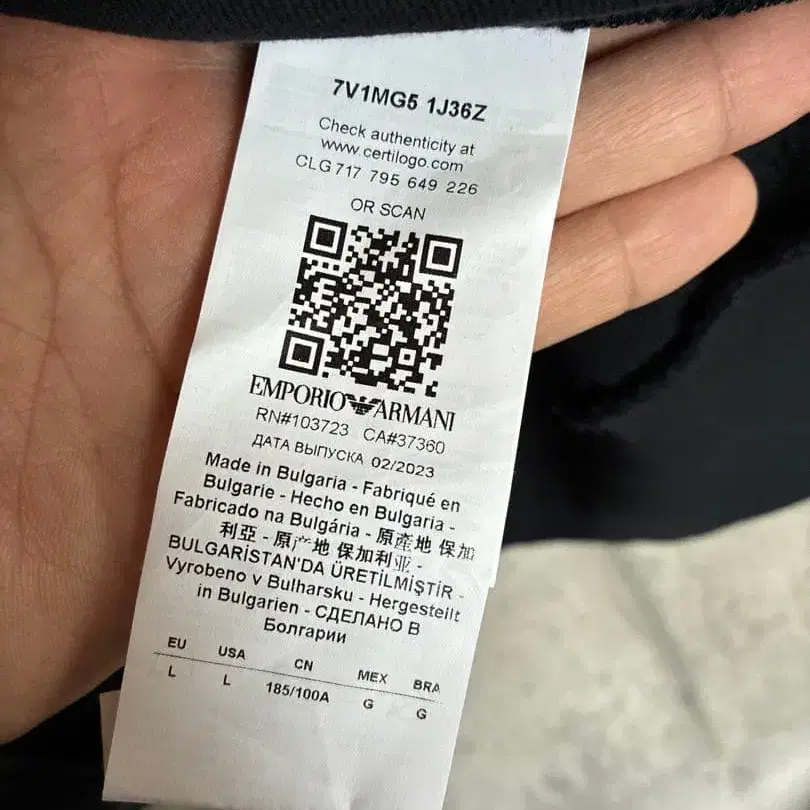 7V1MG5 1J36Z
Check authenticity at
www.certilogo.com
CLG 717 795 649 226
OR SCAN
EMPORIO ARMANI
RN#103723 CA#37360
ДАТА ВЫПУСКА 02/2023
Made in Bulgaria - Fabriqué en
Bulgarie - Hecho en Bulgaria -
Fabricado na Bulgária - 原產地 保加
利亞 - 原产地 保加利亚 -
BULGARİSTAN'DA ÜRETİLMİŞTİR -
Vyrobeno v Bulharsku - Hergestellt
in Bulgarien - СДЕЛАНО В
Болгарии
EU USA CN MEX BRA
L L 185/100A G G